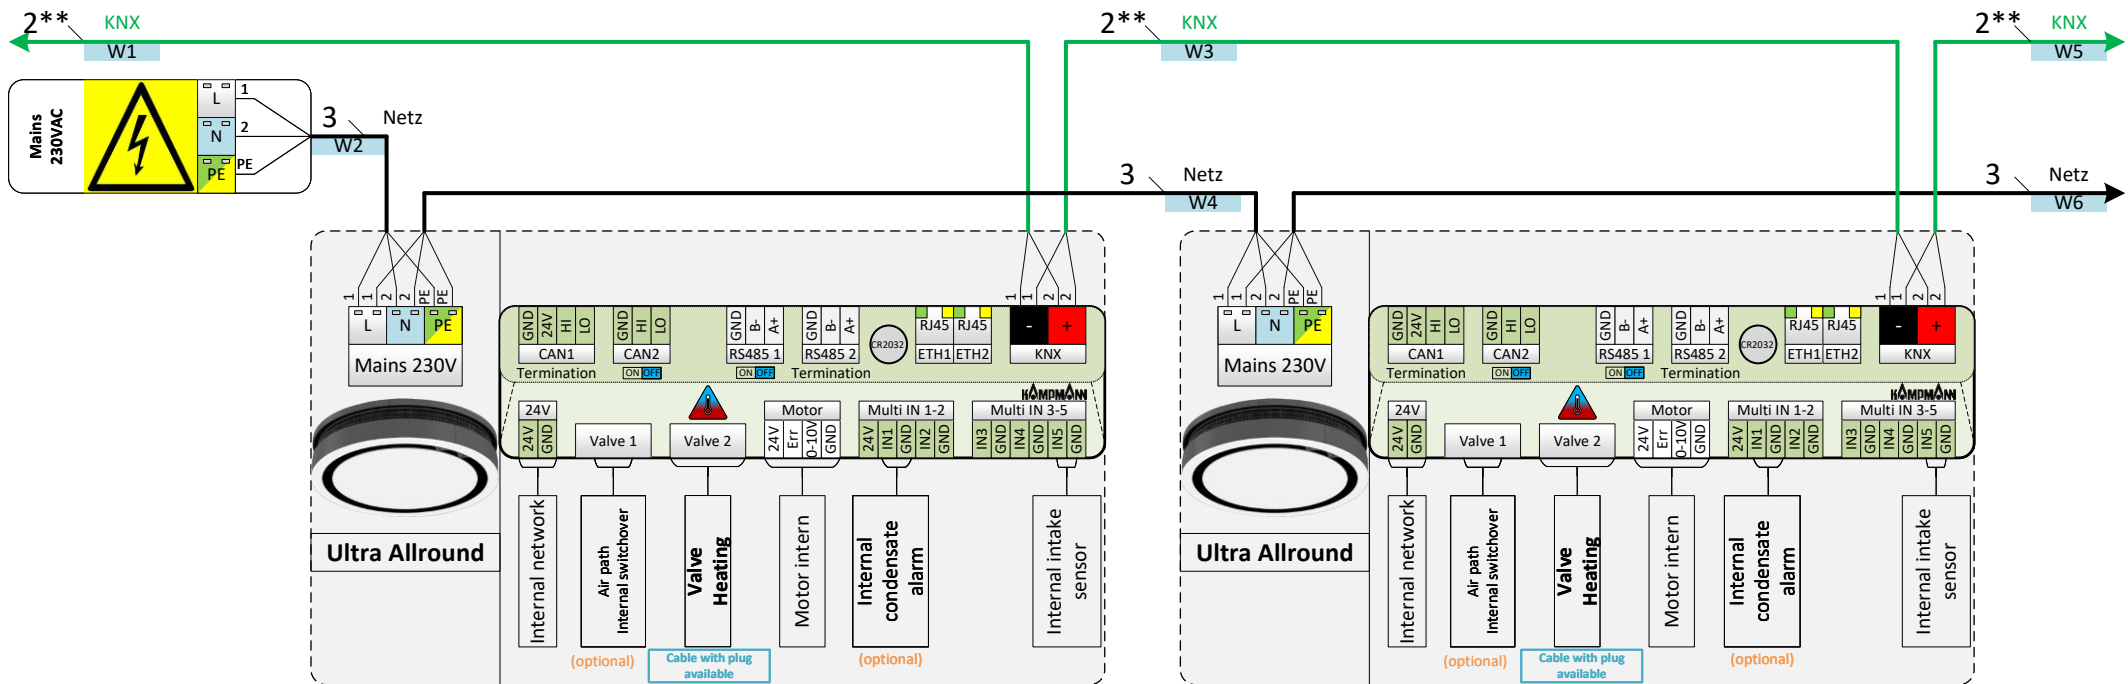 2** KNX
W1
2** KNX
W3
2** KNX
W5
Mains
230VAC
L
N
PE
1
2
PE
3 Netz
W2
3 Netz
W4
3 Netz
W6
1 1 2 2 PE PE
L N PE
Mains 230V
Ultra Allround
GND 24V HI LO
CAN1
GND HI LO
CAN2
GND B- A+
RS485 1
GND B- A+
RS485 2
CR2032
RJ45 RJ45
ETH1 ETH2
1 1 2 2
- +
KNX
Termination
ON OFF
ON OFF
Termination
KAMPMANN
24V
24V GND
Valve 1
Valve 2
Motor
24V Err 0-10V GND
Multi IN 1-2
24V IN1 GND IN2 GND
Multi IN 3-5
IN3 GND IN4 GND IN5 GND
Internal network
Air path
Internal switchover
(optional)
Valve
Heating
Cable with plug
available
Motor intern
Internal
condensate
alarm
(optional)
Internal intake
sensor
1 1 2 2 PE PE
L N PE
Mains 230V
Ultra Allround
GND 24V HI LO
CAN1
GND HI LO
CAN2
GND B- A+
RS485 1
GND B- A+
RS485 2
CR2032
RJ45 RJ45
ETH1 ETH2
1 1 2 2
- +
KNX
Termination
ON OFF
ON OFF
Termination
KAMPMANN
24V
24V GND
Valve 1
Valve 2
Motor
24V Err 0-10V GND
Multi IN 1-2
24V IN1 GND IN2 GND
Multi IN 3-5
IN3 GND IN4 GND IN5 GND
Internal network
Air path
Internal switchover
(optional)
Valve
Heating
Cable with plug
available
Motor intern
Internal
condensate
alarm
(optional)
Internal intake
sensor